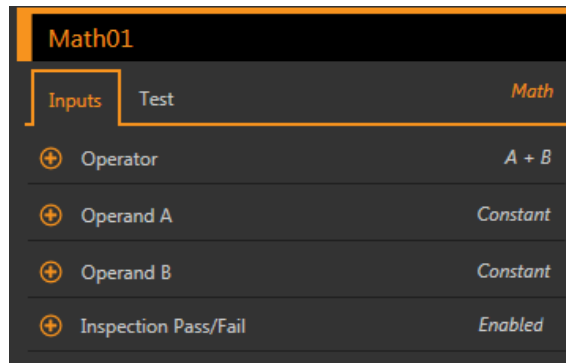 Math01
Inputs Test Math
Operator A + B
Operand A Constant
Operand B Constant
Inspection Pass/Fail Enabled